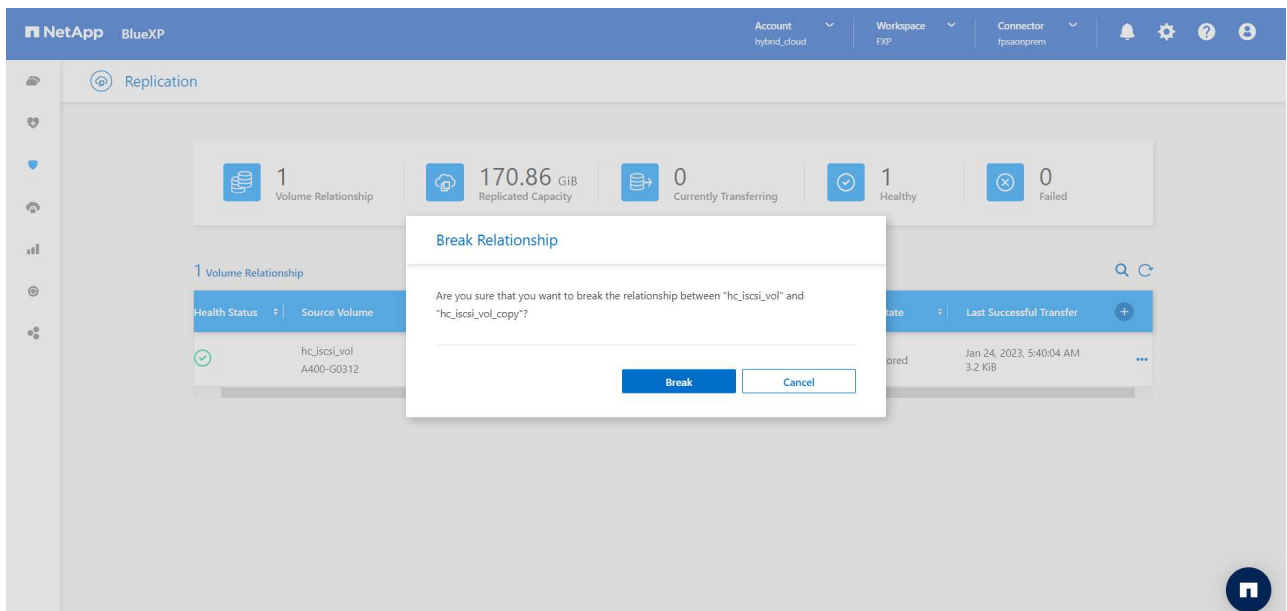 NetApp BlueXP
Account
hybrid_cloud
Workspace
FXP
Connector
fpsaonprem
Replication
1
Volume Relationship
170.86 GiB
Replicated Capacity
0
Currently Transferring
1
Healthy
0
Failed
Break Relationship
Are you sure that you want to break the relationship between "hc_iscsi_vol" and
"hc_iscsi_vol_copy"?
Break
Cancel
1 Volume Relationship
Health Status
Source Volume
tate
Last Successful Transfer
hc_iscsi_vol
A400-G0312
ored
Jan 24, 2023, 5:40:04 AM
3.2 KiB